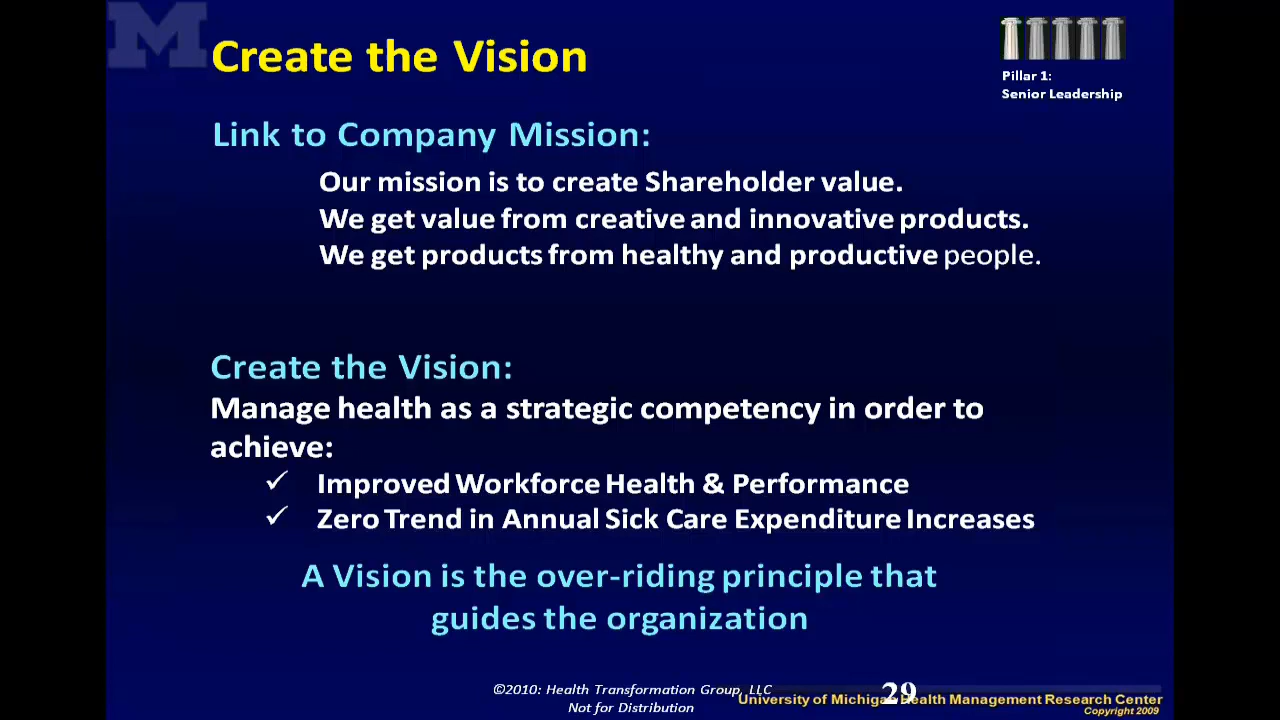 M
Create the Vision
Pillar 1:
Senior Leadership
Link to Company Mission:
Our mission is to create Shareholder value.
We get value from creative and innovative products.
We get products from healthy and productive people.
Create the Vision:
Manage health as a strategic competency in order to
achieve:
✓ Improved Workforce Health & Performance
✓ Zero Trend in Annual Sick Care Expenditure Increases
A Vision is the over-riding principle that
guides the organization
©2010: Health Transformation Group, LLC
Not for Distribution
29
University of Michigan Health Management Research Center
Copyright 2009